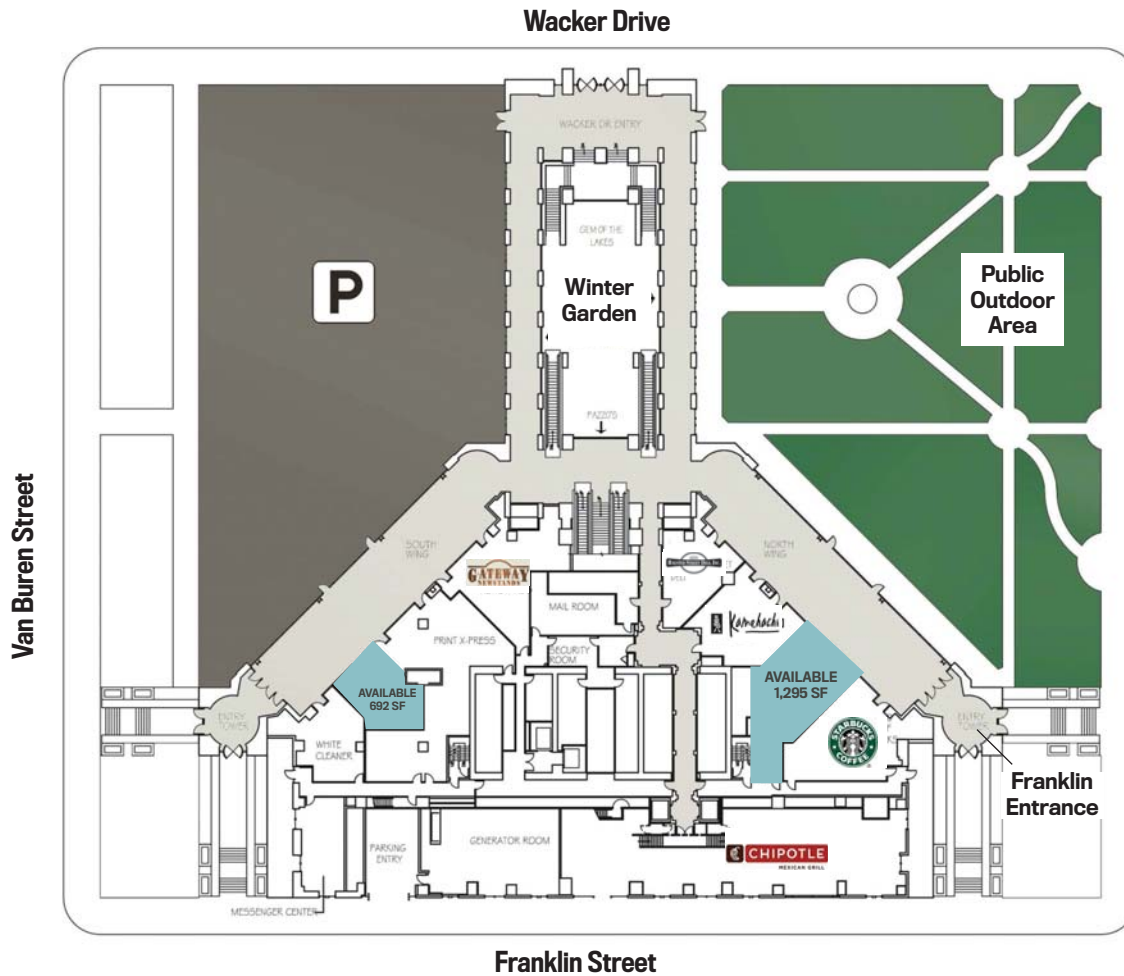 Wacker Drive
WACKER DR ENTRY
GEM OF THE
LAKES
Winter
Garden
P
Public
Outdoor
Area
PAZZO'S
Van Buren Street
SOUTH
WING
NORTH
WING
GATEWAY
NEWSTANDS
MAIL ROOM
Kamehachi
PRINT X-PRESS
SECURITY
ROOM
AVAILABLE
692 SF
AVAILABLE
1,295 SF
ENTRY
TOWER
ENTRY
TOWER
WHITE
CLEANER
STARBUCKS
COFFEE
Franklin
Entrance
GENERATOR ROOM
PARKING
ENTRY
CHIPOTLE
MEXICAN GRILL
MESSENGER CENTER
Franklin Street